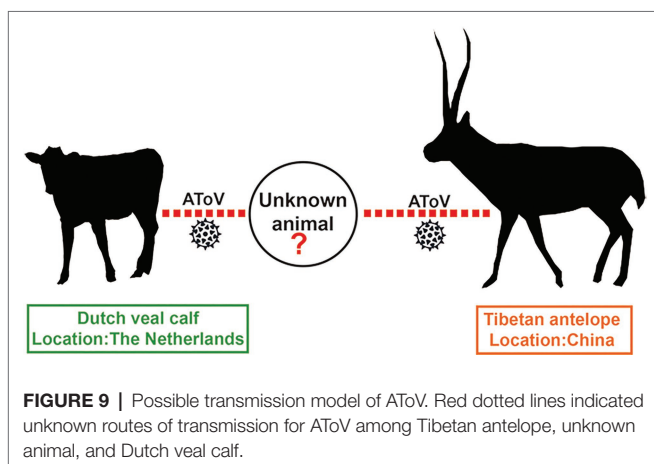 AToV
Unknown
animal
?
AToV
Dutch veal calf
Location:The Netherlands
Tibetan antelope
Location:China
FIGURE 9 | Possible transmission model of AToV. Red dotted lines indicated
unknown routes of transmission for AToV among Tibetan antelope, unknown
animal, and Dutch veal calf.